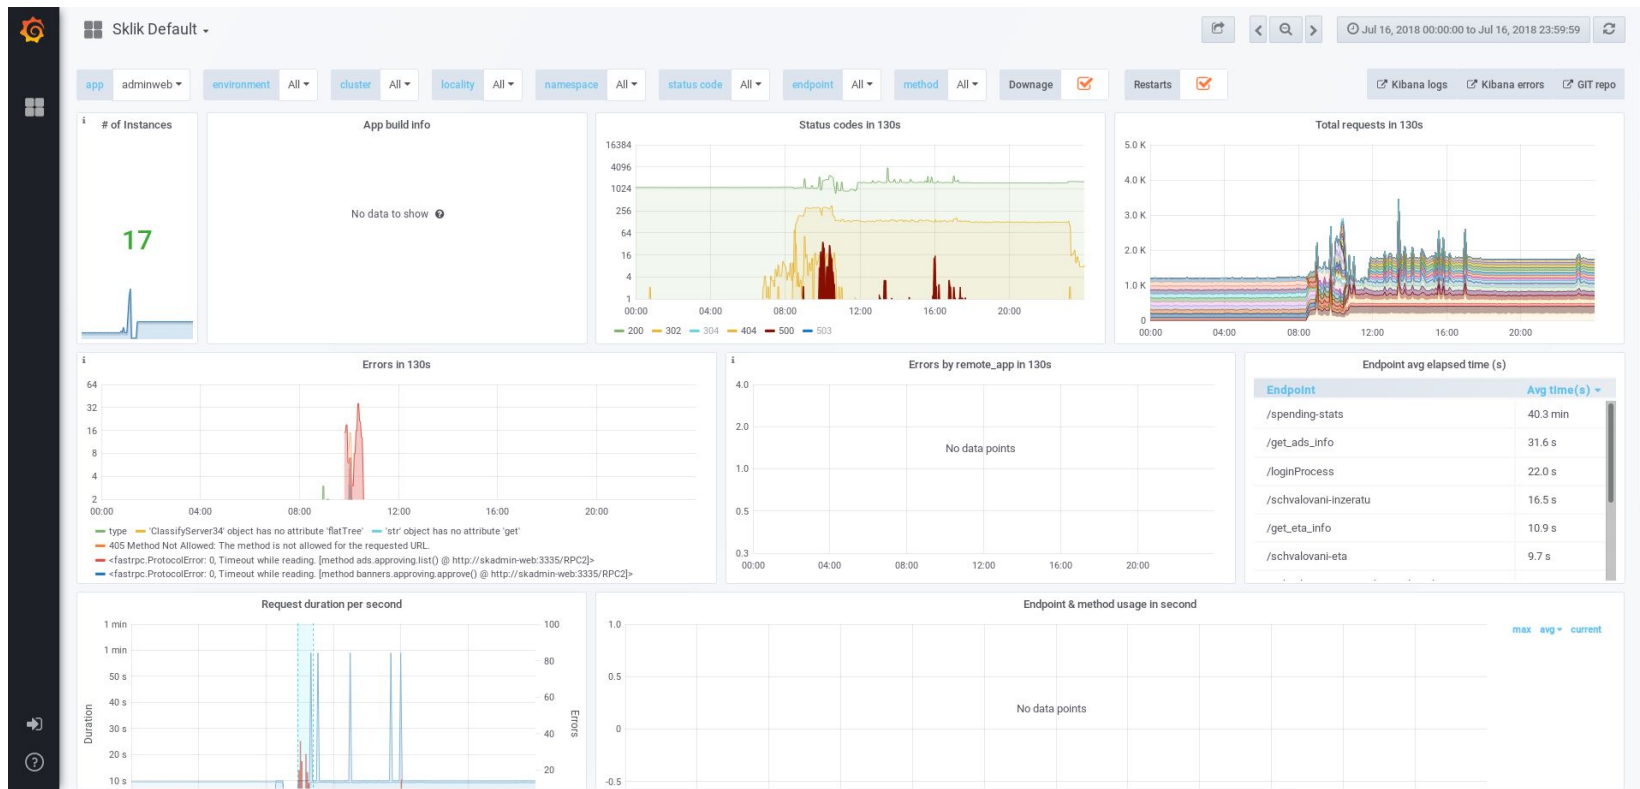 Sklik Default
Jul 16, 2018 00:00:00 to Jul 16, 2018 23:59:59
app adminweb environment All cluster All locality All namespace All status code All endpoint All method All Downage Restarts Kibana logs Kibana errors GIT repo
# of Instances
17
App build info
No data to show
Status codes in 130s
16384
4096
1024
256
64
16
4
1
00:00 04:00 08:00 12:00 16:00 20:00
200 302 304 404 500 503
Total requests in 130s
5.0 K
4.0 K
3.0 K
2.0 K
1.0 K
0
00:00 04:00 08:00 12:00 16:00 20:00
Errors in 130s
64
32
16
8
4
2
00:00 04:00 08:00 12:00 16:00 20:00
type 'ClassifyServer34' object has no attribute 'flatTree' 'str' object has no attribute 'get'
405 Method Not Allowed: The method is not allowed for the requested URL.
<fastrpc.ProtocolError: 0, Timeout while reading. [method ads.approving.list() @ http://skadmin-web:3335/RPC2]>
<fastrpc.ProtocolError: 0, Timeout while reading. [method banners.approving.approve() @ http://skadmin-web:3335/RPC2]>
Errors by remote_app in 130s
4.0
2.0
1.0
0.5
0.3
No data points
00:00 04:00 08:00 12:00 16:00 20:00
Endpoint avg elapsed time (s)
Endpoint Avg time(s)
/spending-stats 40.3 min
/get_ads_info 31.6 s
/loginProcess 22.0 s
/schvalovani-inzeratu 16.5 s
/get_eta_info 10.9 s
/schvalovani-eta 9.7 s
Request duration per second
Duration
1 min
1 min
50 s
40 s
30 s
20 s
10 s
100
80
60
40
20
Errors
Endpoint & method usage in second
1.0
0.5
0
-0.5
No data points
max avg current